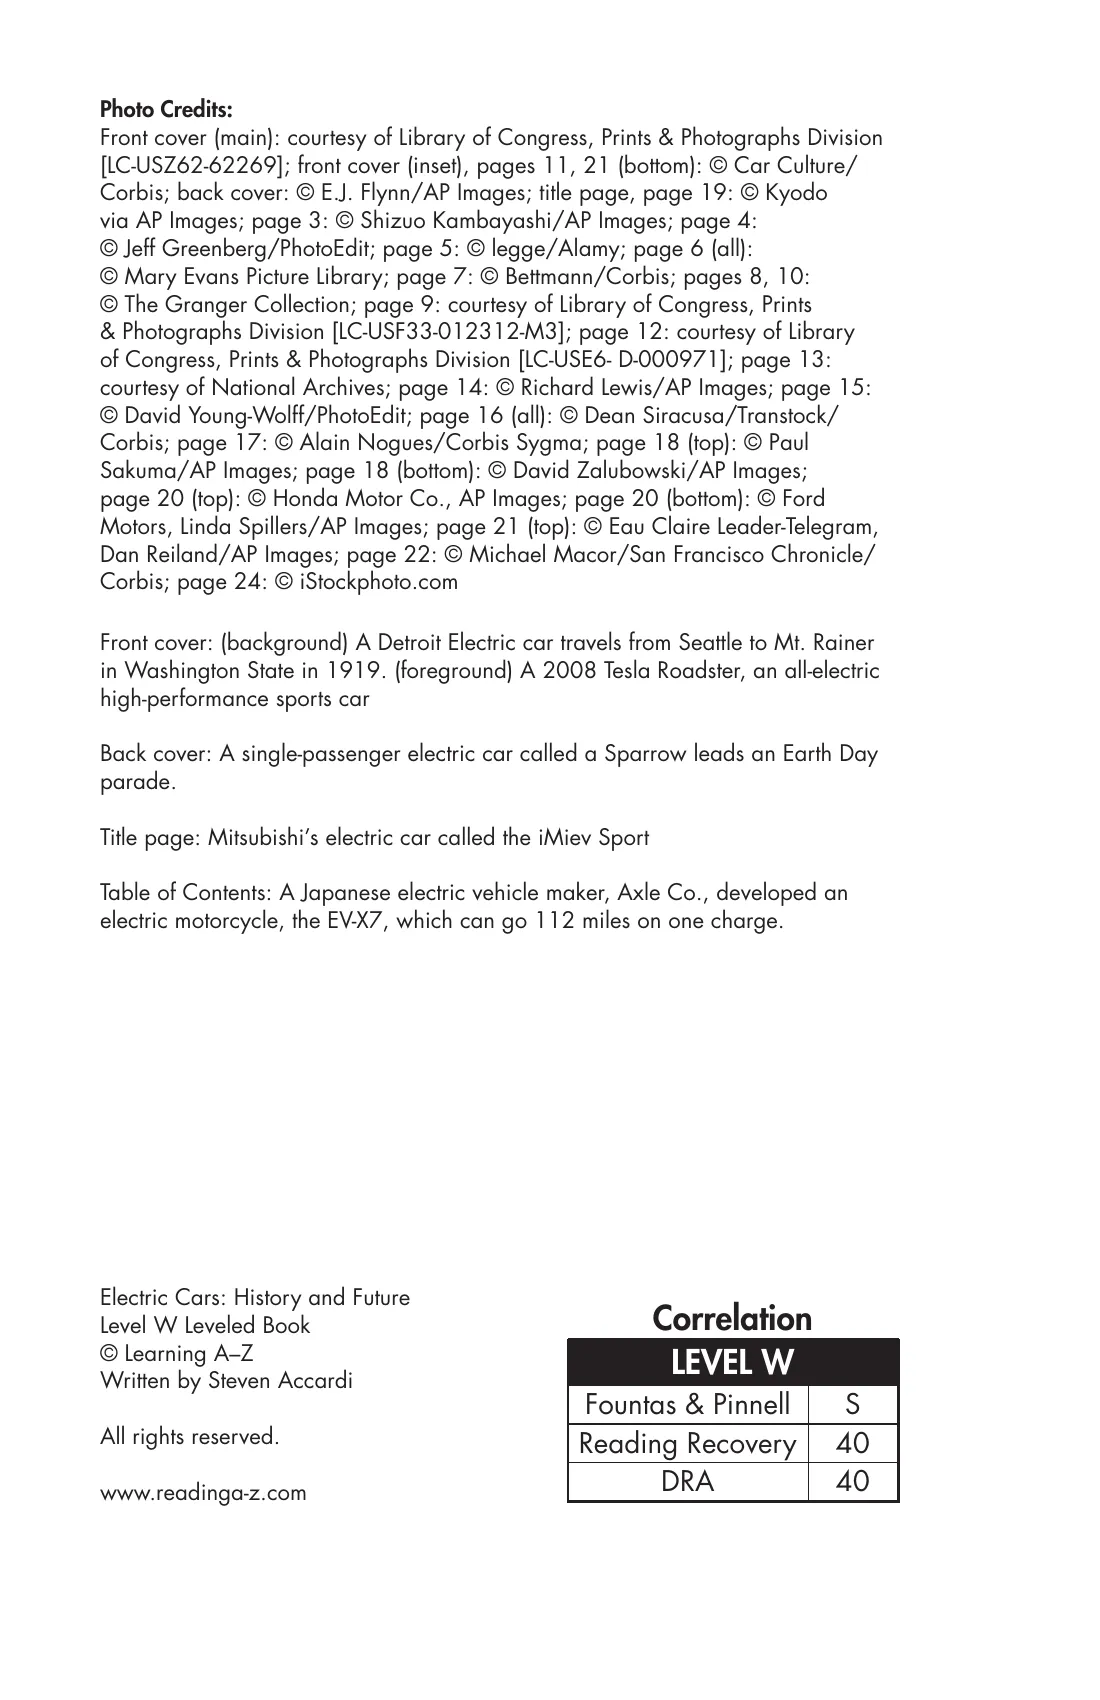 Photo Credits:
Front cover (main): courtesy of Library of Congress, Prints & Photographs Division
[LC-USZ62-62269]; front cover (inset), pages 11, 21 (bottom): © Car Culture/
Corbis; back cover: © E.J. Flynn/AP Images; title page, page 19: © Kyodo
via AP Images; page 3: © Shizuo Kambayashi/AP Images; page 4:
© Jeff Greenberg/PhotoEdit; page 5: © legge/Alamy; page 6 (all):
© Mary Evans Picture Library; page 7: © Bettmann/Corbis; pages 8, 10:
© The Granger Collection; page 9: courtesy of Library of Congress, Prints
& Photographs Division [LC-USF33-012312-M3]; page 12: courtesy of Library
of Congress, Prints & Photographs Division [LC-USE6- D-000971]; page 13:
courtesy of National Archives; page 14: © Richard Lewis/AP Images; page 15:
© David Young-Wolff/PhotoEdit; page 16 (all): © Dean Siracusa/Transtock/
Corbis; page 17: © Alain Nogues/Corbis Sygma; page 18 (top): © Paul
Sakuma/AP Images; page 18 (bottom): © David Zalubowski/AP Images;
page 20 (top): © Honda Motor Co., AP Images; page 20 (bottom): © Ford
Motors, Linda Spillers/AP Images; page 21 (top): © Eau Claire Leader-Telegram,
Dan Reiland/AP Images; page 22: © Michael Macor/San Francisco Chronicle/
Corbis; page 24: © iStockphoto.com
Front cover: (background) A Detroit Electric car travels from Seattle to Mt. Rainer
in Washington State in 1919. (foreground) A 2008 Tesla Roadster, an all-electric
high-performance sports car
Back cover: A single-passenger electric car called a Sparrow leads an Earth Day
parade.
Title page: Mitsubishi's electric car called the iMiev Sport
Table of Contents: A Japanese electric vehicle maker, Axle Co., developed an
electric motorcycle, the EV-X7, which can go 112 miles on one charge.
Electric Cars: History and Future
Level W Leveled Book
© Learning A–Z
Written by Steven Accardi
All rights reserved.
www.readinga-z.com
Correlation
LEVEL W
Fountas & Pinnell S
Reading Recovery 40
DRA 40